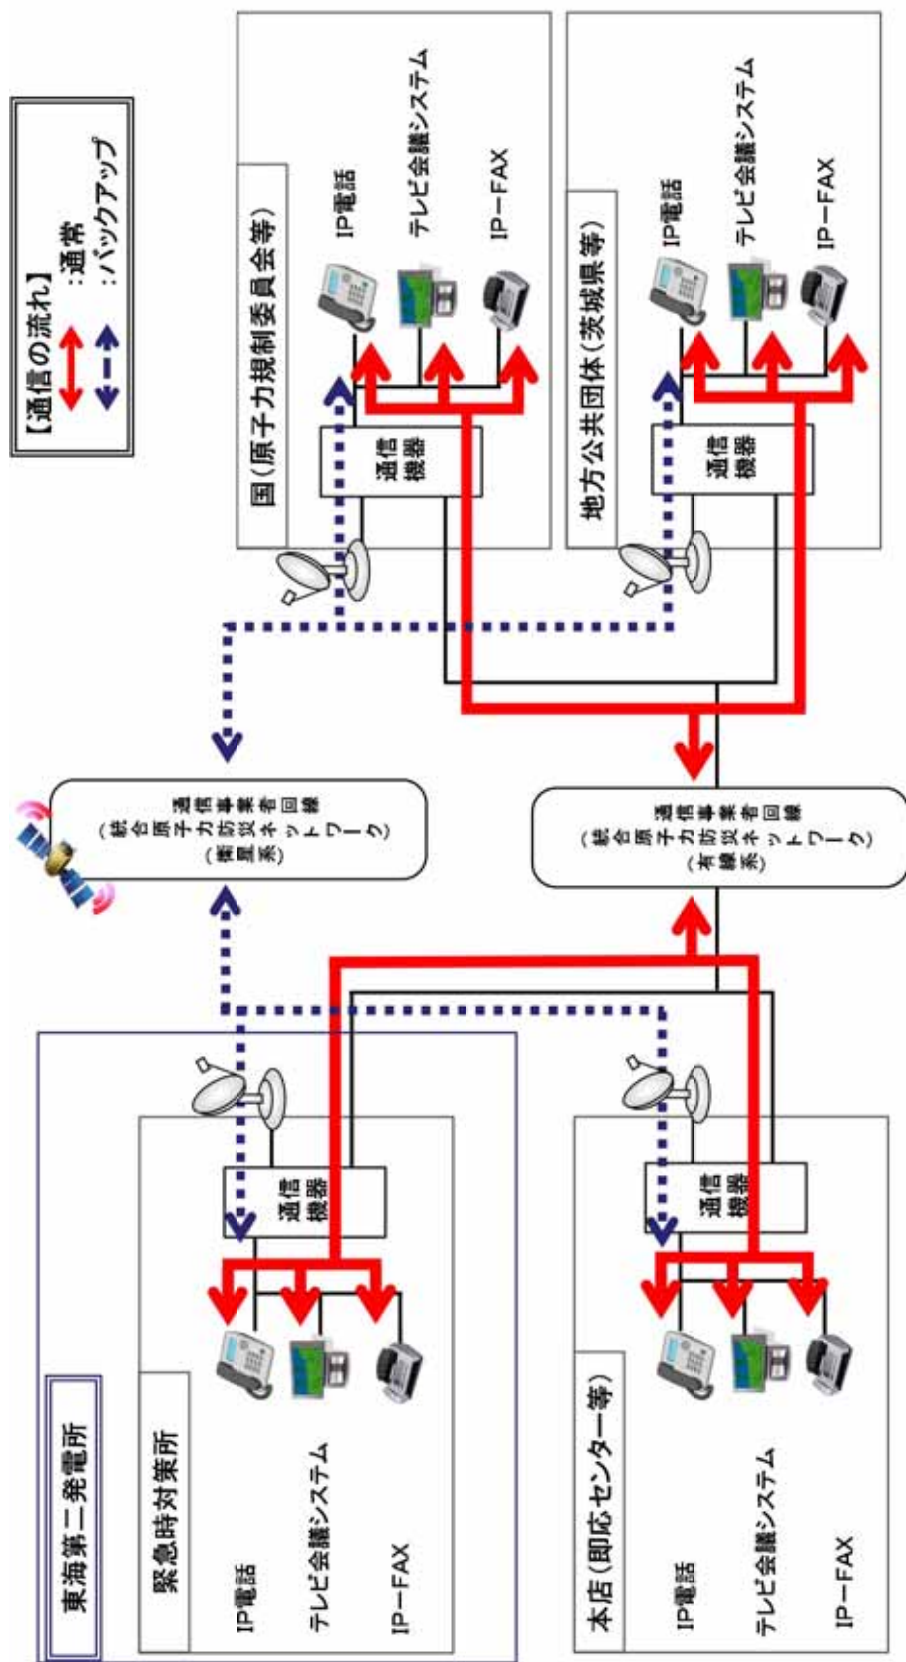 【通信の流れ】
：通常
：バックアップ
東海第二発電所
緊急時対策所
IP電話
テレビ会議システム
IP－FAX
通信
機器
本店（即応センター等）
IP電話
テレビ会議システム
IP－FAX
通信
機器
通信事業者回線
（統合原子力防災ネットワーク）
（衛星系）
通信事業者回線
（統合原子力防災ネットワーク）
（有線系）
国（原子力規制委員会等）
通信
機器
IP電話
テレビ会議システム
IP－FAX
地方公共団体（茨城県等）
通信
機器
IP電話
テレビ会議システム
IP－FAX